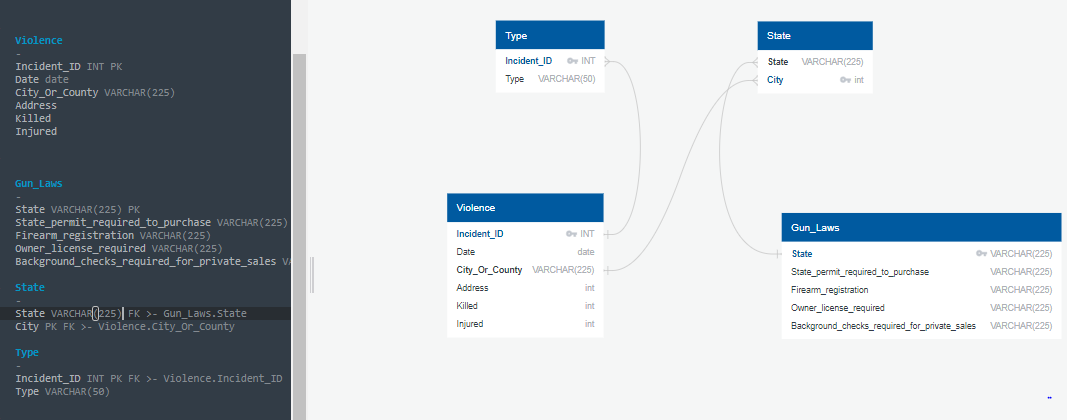 Violence
-
Incident_ID INT PK
Date date
City_Or_County VARCHAR(225)
Address
Killed
Injured
Gun_Laws
-
State VARCHAR(225) PK
State_permit_required_to_purchase VARCHAR(225)
Firearm_registration VARCHAR(225)
Owner_license_required VARCHAR(225)
Background_checks_required_for_private_sales VA
State
-
State VARCHAR(225) FK >- Gun_Laws.State
City PK FK >- Violence.City_Or_County
Type
-
Incident_ID INT PK FK >- Violence.Incident_ID
Type VARCHAR(50)
Type
Incident_ID INT
Type VARCHAR(50)
State
State VARCHAR(225)
City int
Violence
Incident_ID INT
Date date
City_Or_County VARCHAR(225)
Address int
Killed int
Injured int
Gun_Laws
State VARCHAR(225)
State_permit_required_to_purchase VARCHAR(225)
Firearm_registration VARCHAR(225)
Owner_license_required VARCHAR(225)
Background_checks_required_for_private_sales VARCHAR(225)